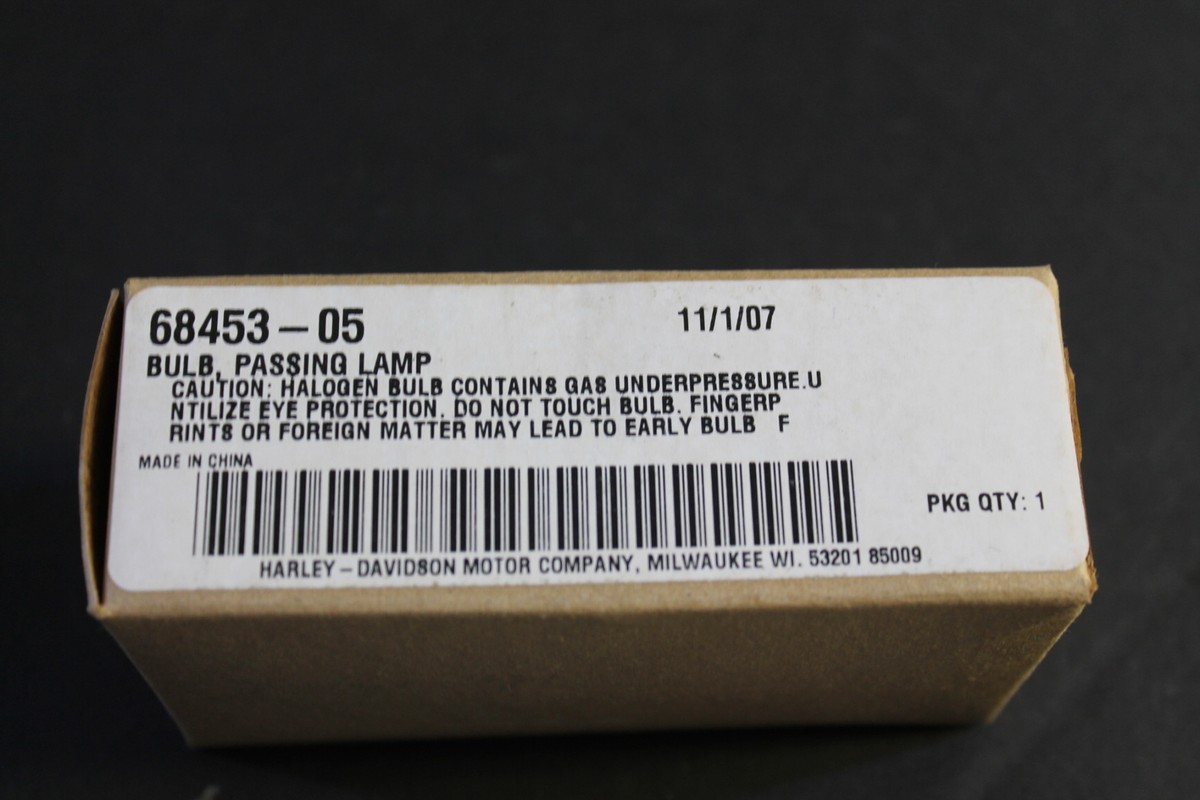 68453-05 11/1/07
BULB, PASSING LAMP
CAUTION: HALOGEN BULB CONTAINS GAS UNDERPRESSURE.U
NTILIZE EYE PROTECTION. DO NOT TOUCH BULB. FINGERP
RINTS OR FOREIGN MATTER MAY LEAD TO EARLY BULB F
MADE IN CHINA
PKG QTY: 1
HARLEY-DAVIDSON MOTOR COMPANY, MILWAUKEE WI. 53201 85009